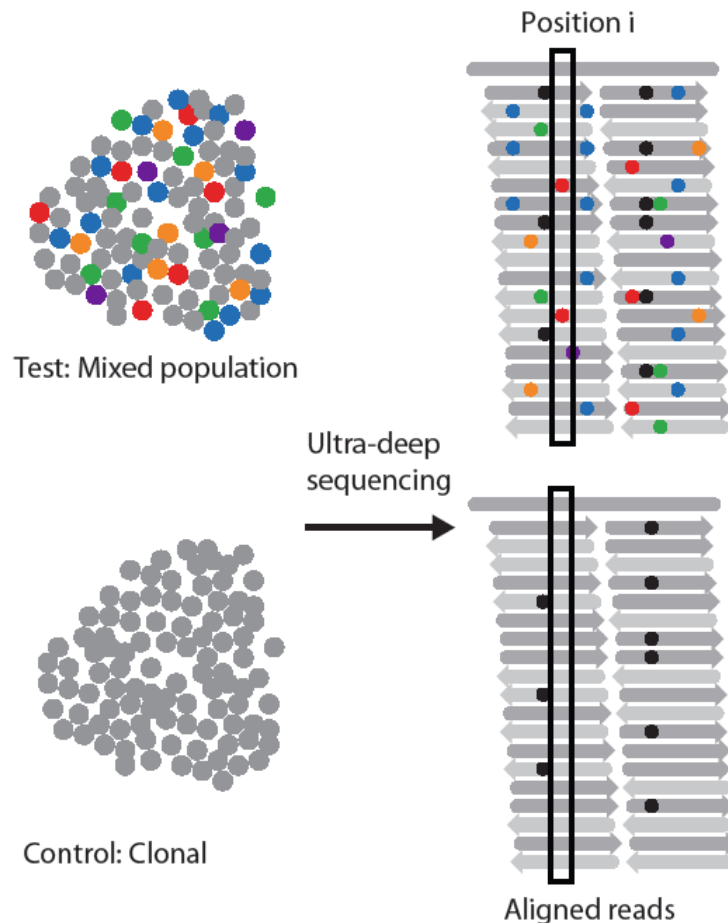 Position i
Test: Mixed population
Ultra-deep
sequencing
Control: Clonal
Aligned reads